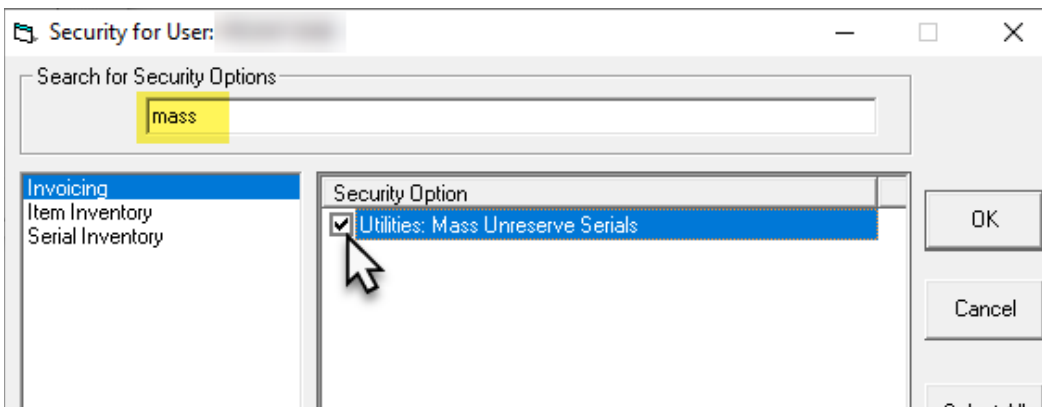 Security for User:
Search for Security Options
mass
Invoicing
Item Inventory
Serial Inventory
Security Option
Utilities: Mass Unreserve Serials
OK
Cancel